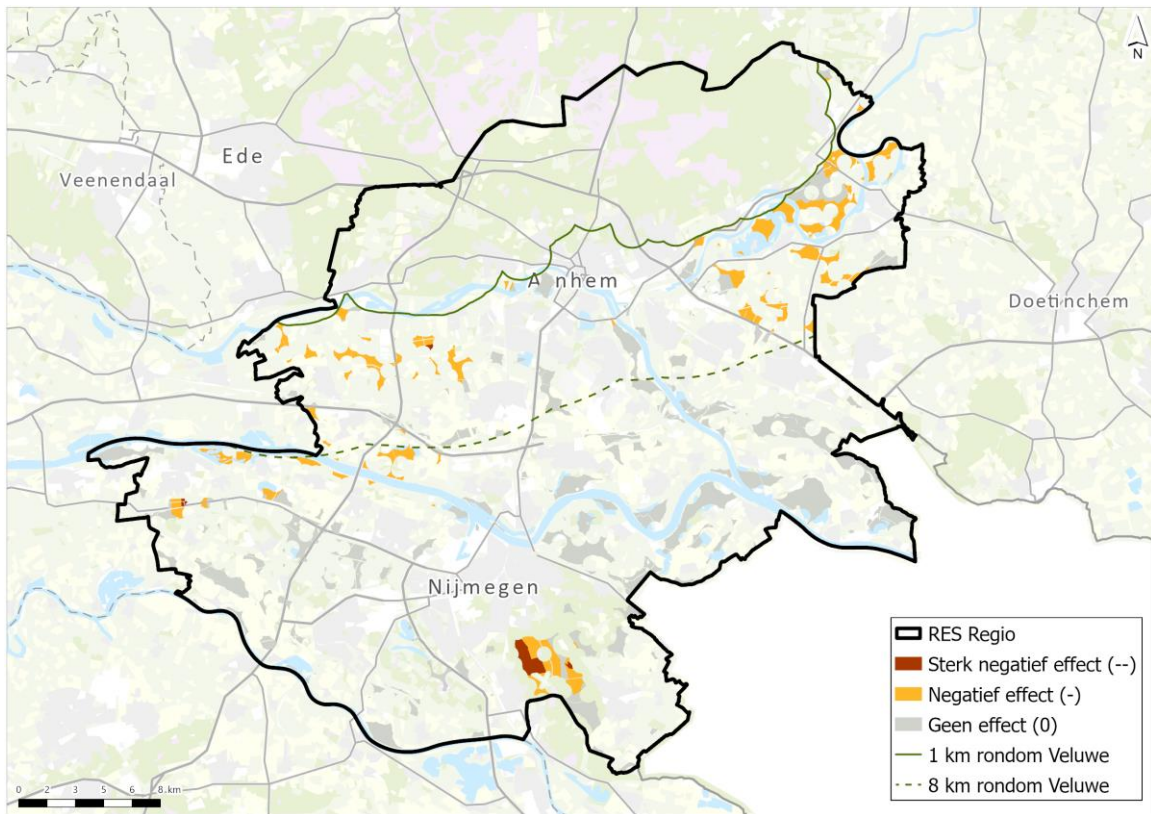 N
Ede
Veenendaal
A nhem
Doetinchem
Nijmegen
RES Regio
Sterk negatief effect (--)
Negatief effect (-)
Geen effect (0)
1 km rondom Veluwe
8 km rondom Veluwe
0 2 3 5 6 8 km